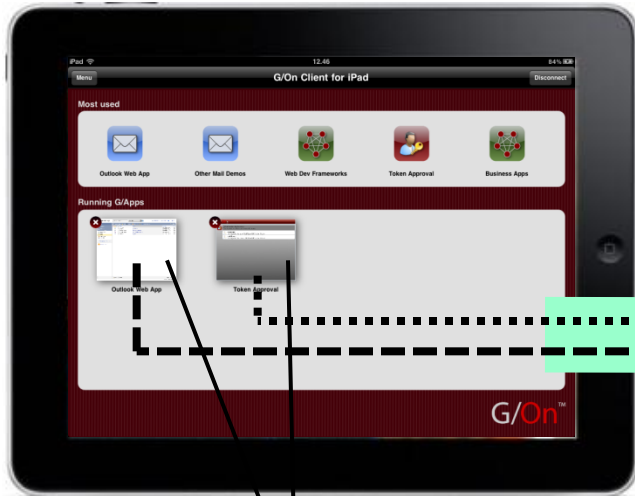 iPad 12.46 84%
Menu G/On Client for iPad Disconnect
Most used
Outlook Web App Other Mail Demos Web Dev Frameworks Token Approval Business Apps
Running G/Apps
Outlook Web App Token Approval
G/On™